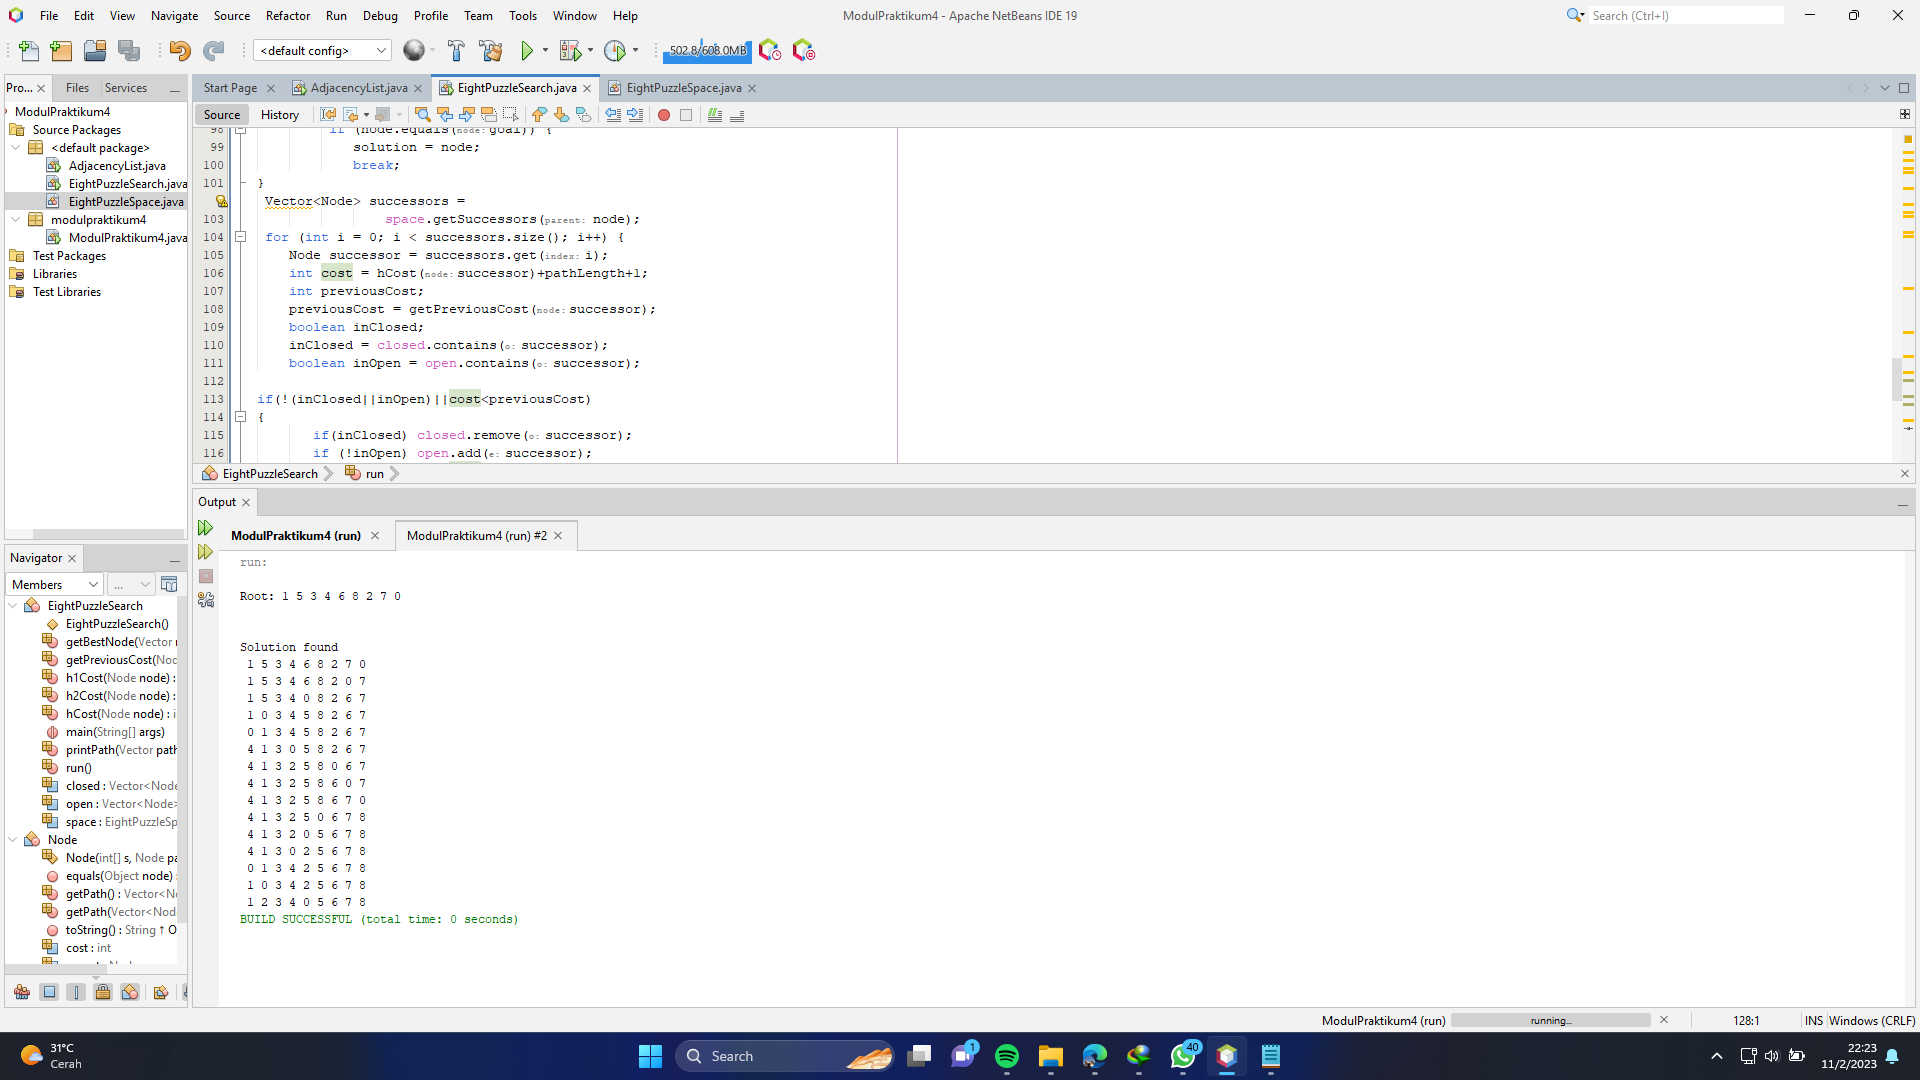 File Edit View Navigate Source Refactor Run Debug Profile Team Tools Window Help
ModulPraktikum4 - Apache NetBeans IDE 19
Search (Ctrl+I)
<default config>
502.8/608.0MB
Pro... Files Services
Start Page AdjacencyList.java EightPuzzleSearch.java EightPuzzleSpace.java
Source History
ModulPraktikum4
Source Packages
<default package>
AdjacencyList.java
EightPuzzleSearch.java
EightPuzzleSpace.java
modulpraktikum4
ModulPraktikum4.java
Test Packages
Libraries
Test Libraries
98 if (node.equals(node: goal)) {
99 solution = node;
100 break;
101 }
Vector<Node> successors =
103 space.getSuccessors(parent: node);
104 for (int i = 0; i < successors.size(); i++) {
105 Node successor = successors.get(index: i);
106 int cost = hCost(node: successor)+pathLength+1;
107 int previousCost;
108 previousCost = getPreviousCost(node: successor);
109 boolean inClosed;
110 inClosed = closed.contains(o: successor);
111 boolean inOpen = open.contains(o: successor);
112
113 if(!(inClosed||inOpen)||cost<previousCost)
114 {
115 if(inClosed) closed.remove(o: successor);
116 if (!inOpen) open.add(e: successor);
EightPuzzleSearch run
Output
ModulPraktikum4 (run) ModulPraktikum4 (run) #2
run:
Root: 1 5 3 4 6 8 2 7 0
Solution found
1 5 3 4 6 8 2 7 0
1 5 3 4 6 8 2 0 7
1 5 3 4 0 8 2 6 7
1 0 3 4 5 8 2 6 7
0 1 3 4 5 8 2 6 7
4 1 3 0 5 8 2 6 7
4 1 3 2 5 8 0 6 7
4 1 3 2 5 8 6 0 7
4 1 3 2 5 8 6 7 0
4 1 3 2 5 0 6 7 8
4 1 3 2 0 5 6 7 8
4 1 3 0 2 5 6 7 8
0 1 3 4 2 5 6 7 8
1 0 3 4 2 5 6 7 8
1 2 3 4 0 5 6 7 8
BUILD SUCCESSFUL (total time: 0 seconds)
Navigator
Members ...
EightPuzzleSearch
EightPuzzleSearch()
getBestNode(Vector
getPreviousCost(Nod
h1Cost(Node node) :
h2Cost(Node node) :
hCost(Node node) : i
main(String[] args)
printPath(Vector path
run()
closed : Vector<Node
open : Vector<Node>
space : EightPuzzleSp
Node
Node(int[] s, Node pa
equals(Object node)
getPath() : Vector<N
getPath(Vector<Nod
toString() : String ↑ O
cost : int
ModulPraktikum4 (run) running... 128:1 INS Windows (CRLF)
31°C
Cerah
Search
1
40
22:23
11/2/2023